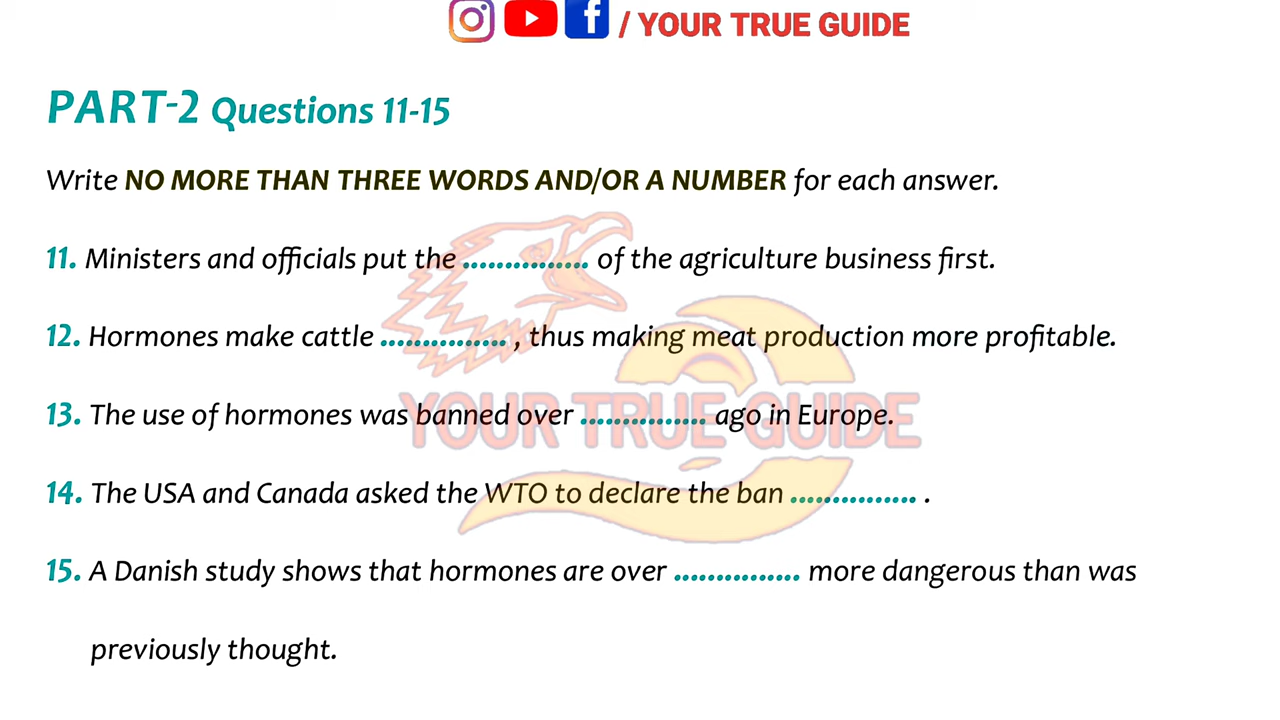 / YOUR TRUE GUIDE
PART-2 Questions 11-15
Write NO MORE THAN THREE WORDS AND/OR A NUMBER for each answer.
11. Ministers and officials put the ............... of the agriculture business first.
12. Hormones make cattle ............... , thus making meat production more profitable.
13. The use of hormones was banned over ............... ago in Europe.
YOUR TRUE GUIDE
14. The USA and Canada asked the WTO to declare the ban ............... .
15. A Danish study shows that hormones are over ............... more dangerous than was
previously thought.